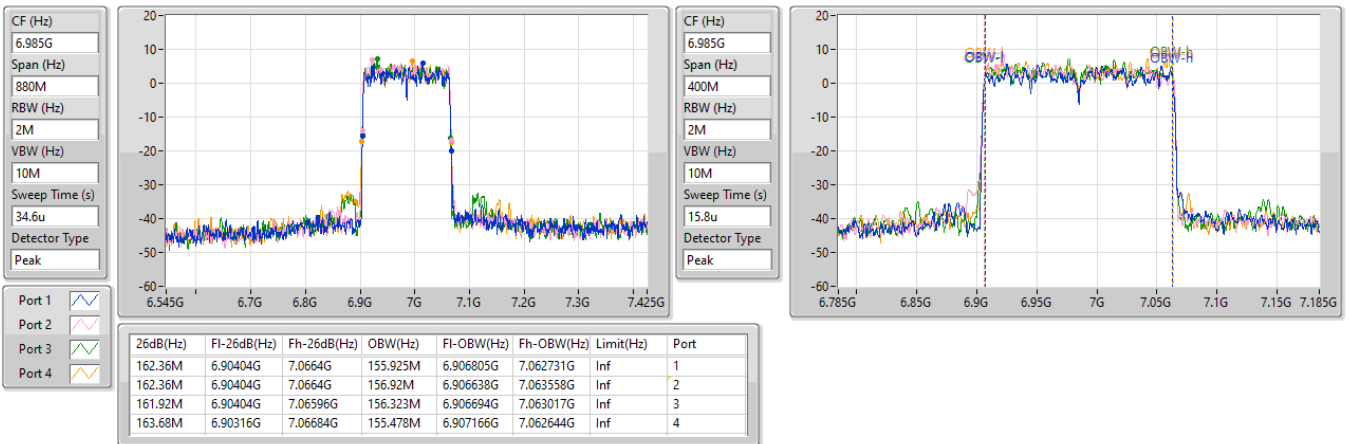 CF (Hz)
6.985G
Span (Hz)
880M
RBW (Hz)
2M
VBW (Hz)
10M
Sweep Time (s)
34.6u
Detector Type
Peak
20
10
0
-10
-20
-30
-40
-50
-60
6.545G 6.7G 6.8G 6.9G 7G 7.1G 7.2G 7.3G 7.425G
CF (Hz)
6.985G
Span (Hz)
400M
RBW (Hz)
2M
VBW (Hz)
10M
Sweep Time (s)
15.8u
Detector Type
Peak
20
10
0
-10
-20
-30
-40
-50
-60
OBW-l OBW-h
6.785G 6.85G 6.9G 6.95G 7G 7.05G 7.1G 7.15G 7.185G
Port 1
Port 2
Port 3
Port 4
26dB(Hz) Fl-26dB(Hz) Fh-26dB(Hz) OBW(Hz) Fl-OBW(Hz) Fh-OBW(Hz) Limit(Hz) Port
162.36M 6.90404G 7.0664G 155.925M 6.906805G 7.062731G Inf 1
162.36M 6.90404G 7.0664G 156.92M 6.906638G 7.063558G Inf 2
161.92M 6.90404G 7.06596G 156.323M 6.906694G 7.063017G Inf 3
163.68M 6.90316G 7.06684G 155.478M 6.907166G 7.062644G Inf 4